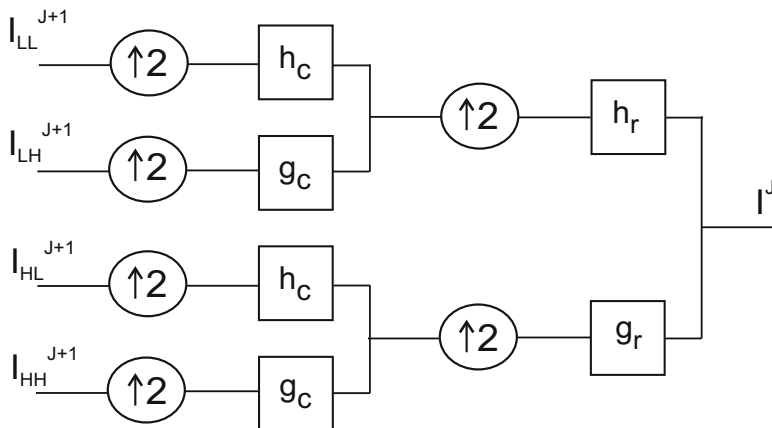 I_LL^J+1 ↑2 h_c
↑2 h_r
I_LH^J+1 ↑2 g_c
I^J
I_HL^J+1 ↑2 h_c
↑2 g_r
I_HH^J+1 ↑2 g_c